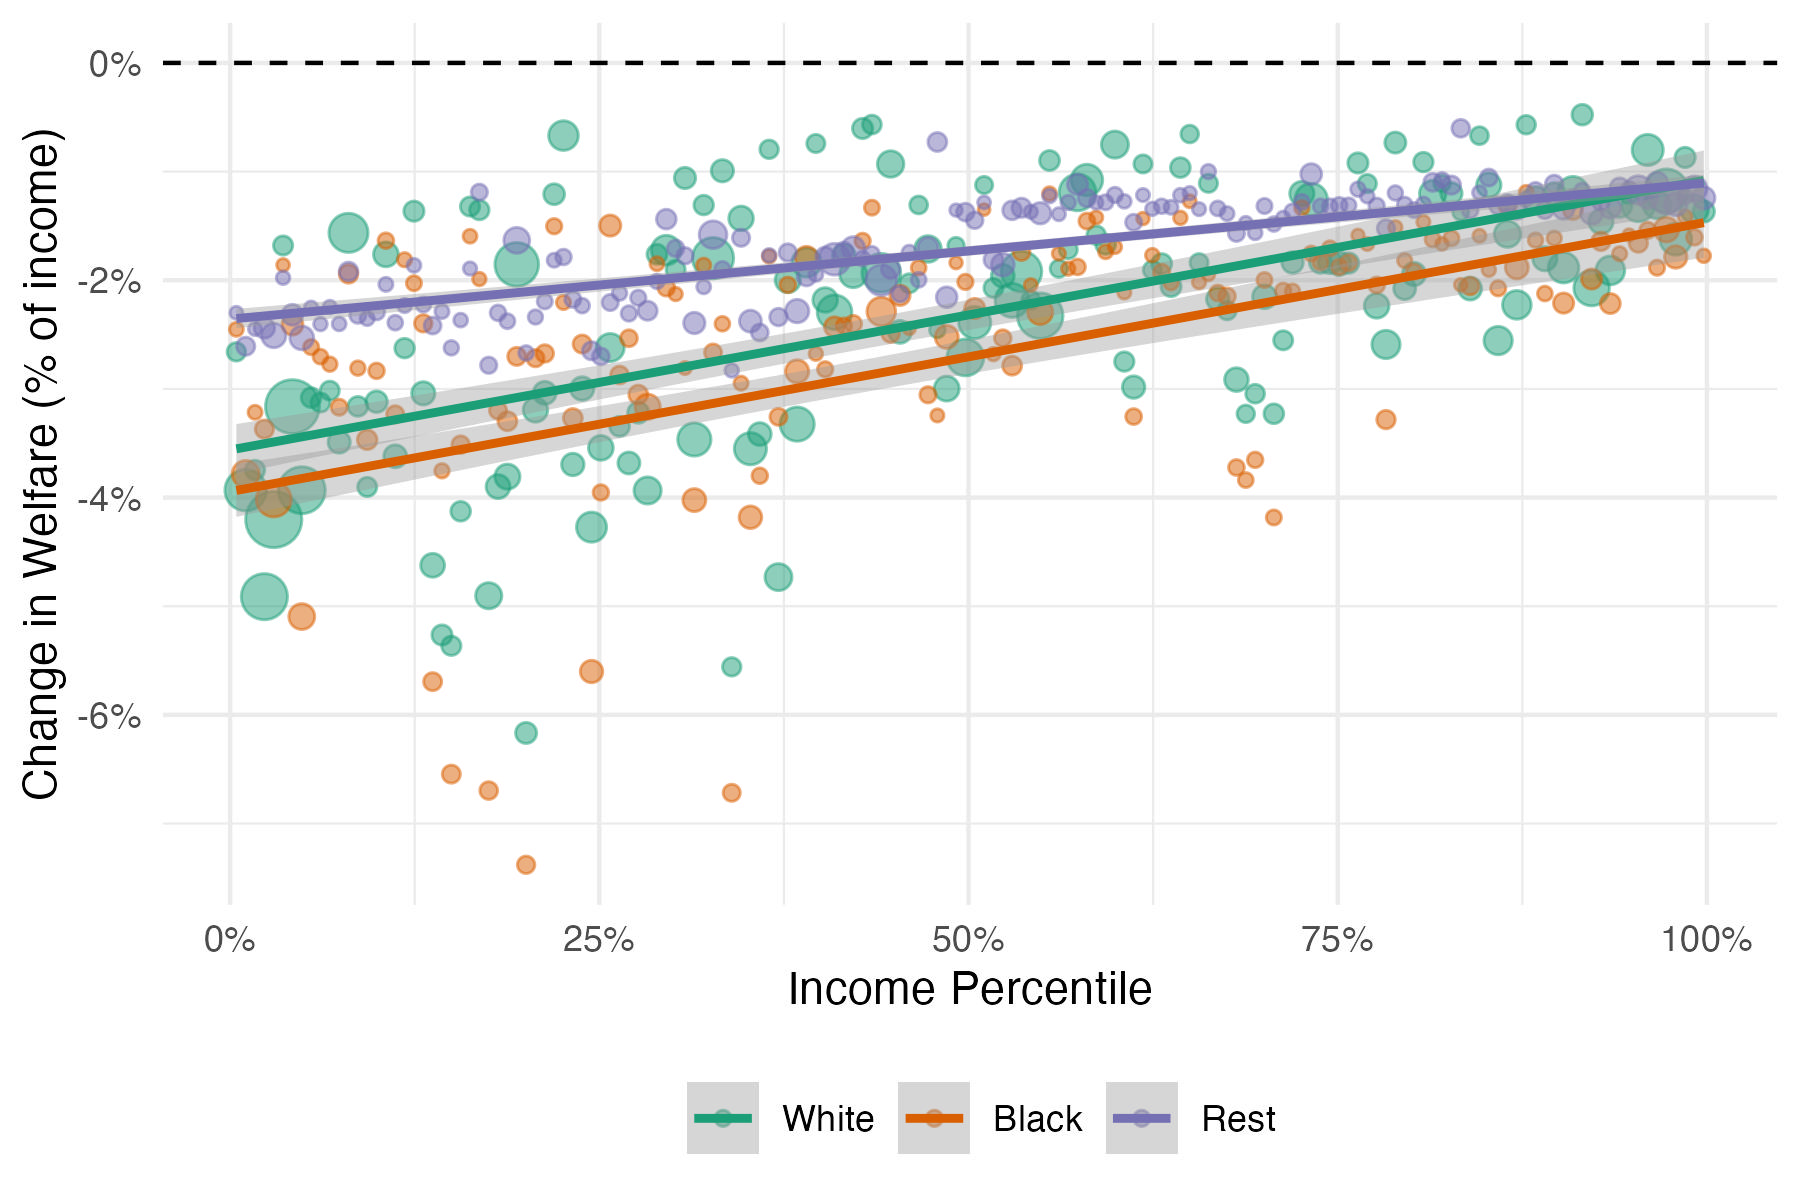 Change in Welfare (% of income)
0%
-2%
-4%
-6%
0% 25% 50% 75% 100%
Income Percentile
White Black Rest